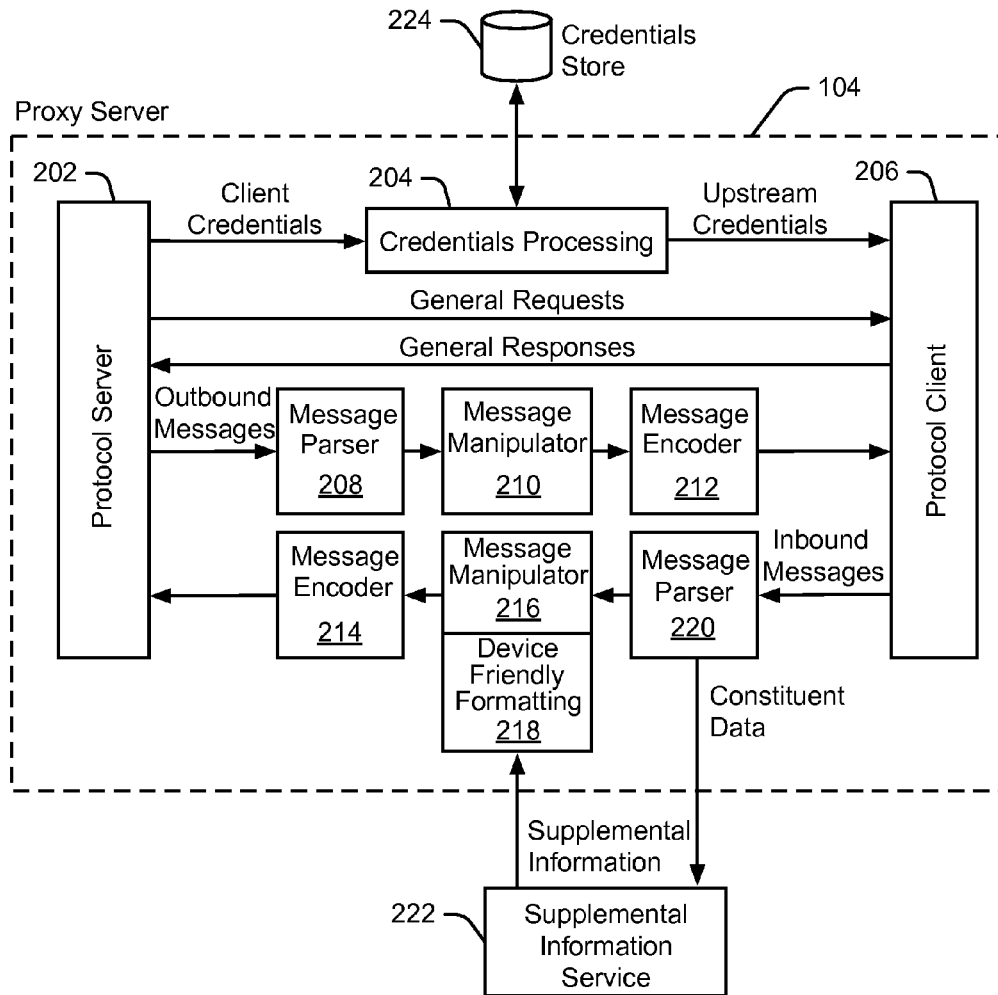 224
Credentials
Store
Proxy Server
104
202
Client
Credentials
204
Credentials Processing
Upstream
Credentials
206
General Requests
General Responses
Protocol Server
Protocol Client
Outbound
Messages
Message
Parser
208
Message
Manipulator
210
Message
Encoder
212
Message
Encoder
214
Message
Manipulator
216
Device
Friendly
Formatting
218
Message
Parser
220
Inbound
Messages
Constituent
Data
Supplemental
Information
222
Supplemental
Information
Service